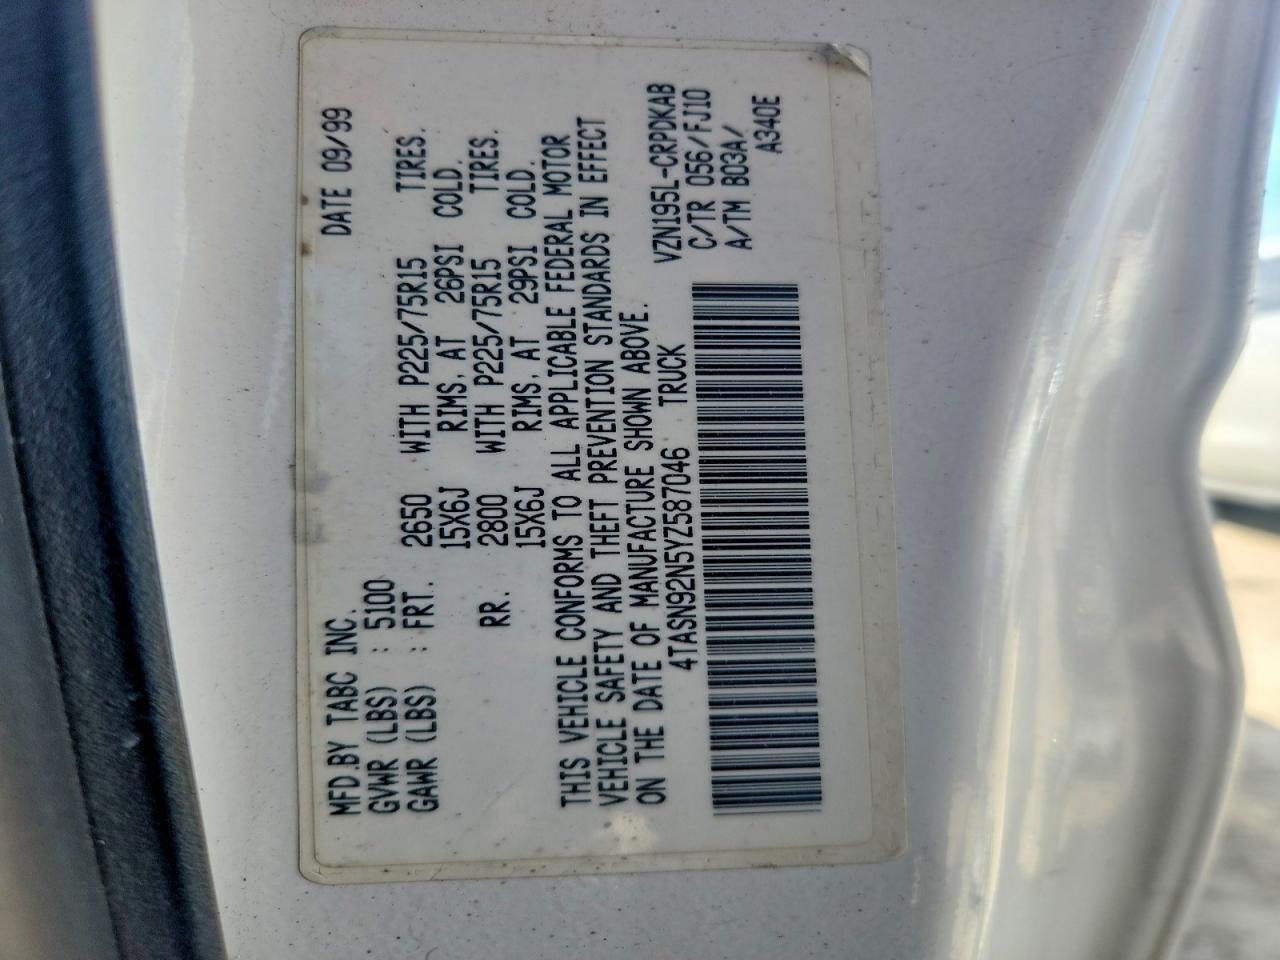 MFD.BY TABC INC. DATE 09/99
GVWR (LBS) : 5100
GAWR (LBS) : FRT. 2650 WITH P225/75R15 TIRES.
15X6J RIMS, AT 26PSI COLD.
RR. 2800 WITH P225/75R15 TIRES.
15X6J RIMS, AT 29PSI COLD.
THIS VEHICLE CONFORMS TO ALL APPLICABLE FEDERAL MOTOR
VEHICLE SAFETY AND THEFT PREVENTION STANDARDS IN EFFECT
ON THE DATE OF MANUFACTURE SHOWN ABOVE.
4TASN92N5YZ587046 TRUCK
VZN195L-CRPDKAB
C/TR 056/FJ10
A/TM B03A/
A340E